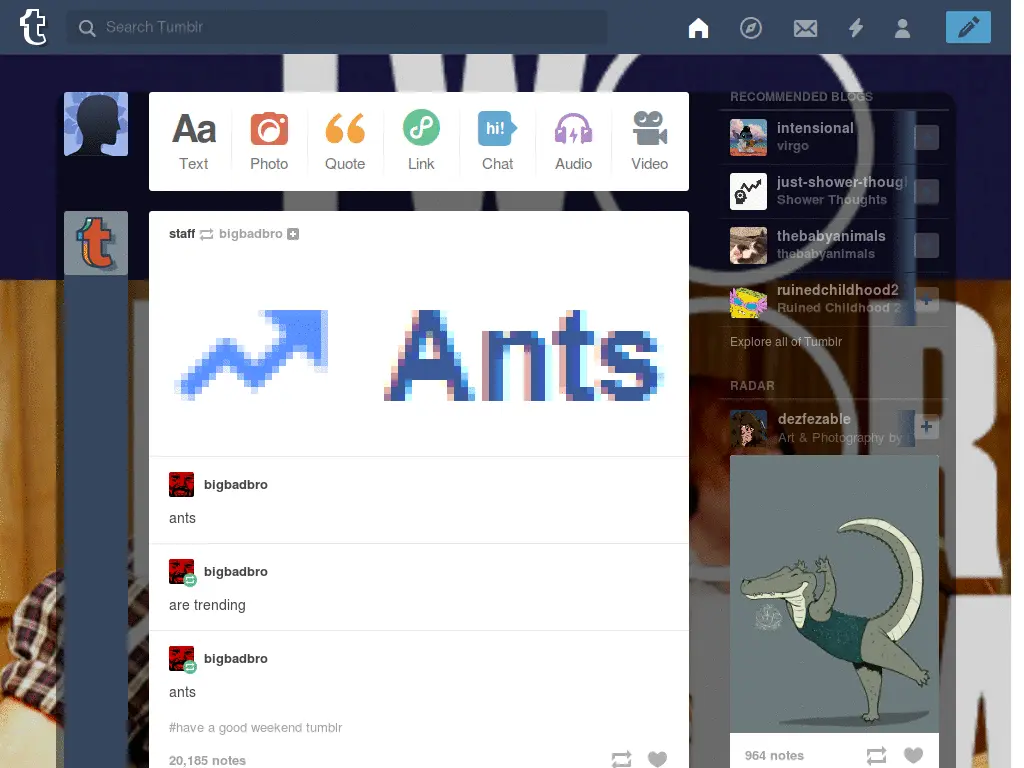 Search Tumblr
Aa
Text
Photo
Quote
Link
hi!
Chat
Audio
Video
staff bigbadbro
Ants
bigbadbro
ants
bigbadbro
are trending
bigbadbro
ants
#have a good weekend tumblr
20,185 notes
RECOMMENDED BLOGS
intensional
virgo
just-shower-though
Shower Thoughts
thebabyanimals
thebabyanimals
ruinedchildhood2
Ruined Childhood 2
Explore all of Tumblr
RADAR
dezfezable
Art & Photography by
964 notes